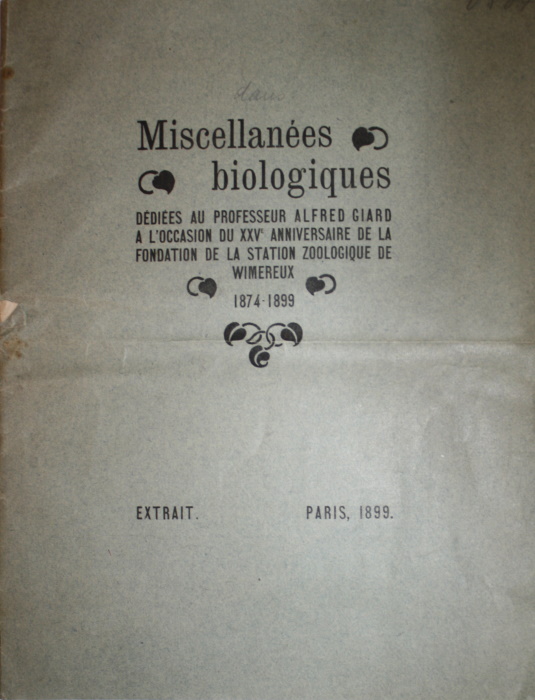 Miscellanées
biologiques
DÉDIÉES AU PROFESSEUR ALFRED GIARD
A L'OCCASION DU XXVᵉ ANNIVERSAIRE DE LA
FONDATION DE LA STATION ZOOLOGIQUE DE
WIMEREUX
1874-1899
EXTRAIT. PARIS, 1899.